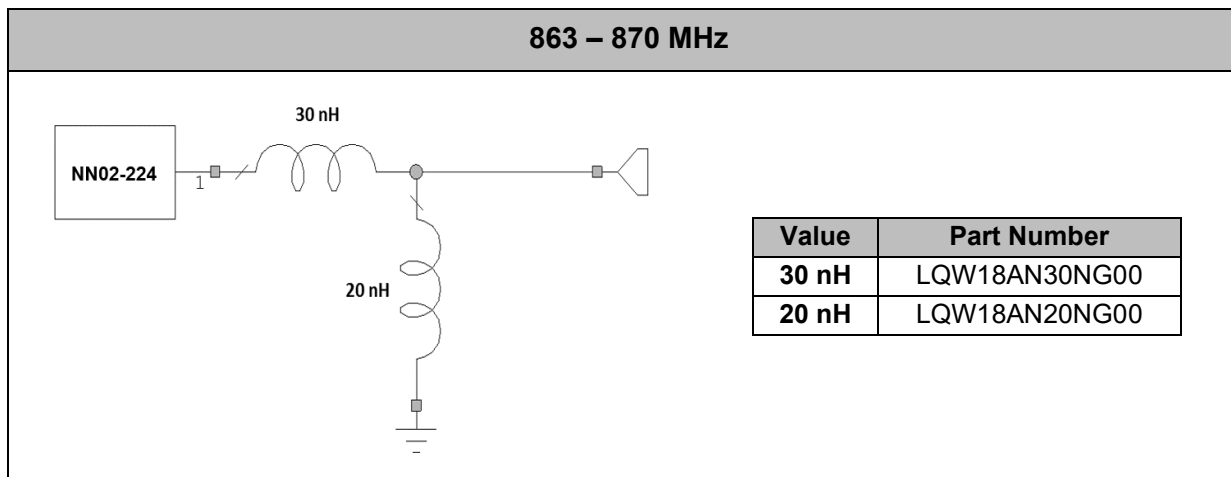 863 – 870 MHz
30 nH
NN02-224
1
20 nH
Value Part Number
30 nH LQW18AN30NG00
20 nH LQW18AN20NG00